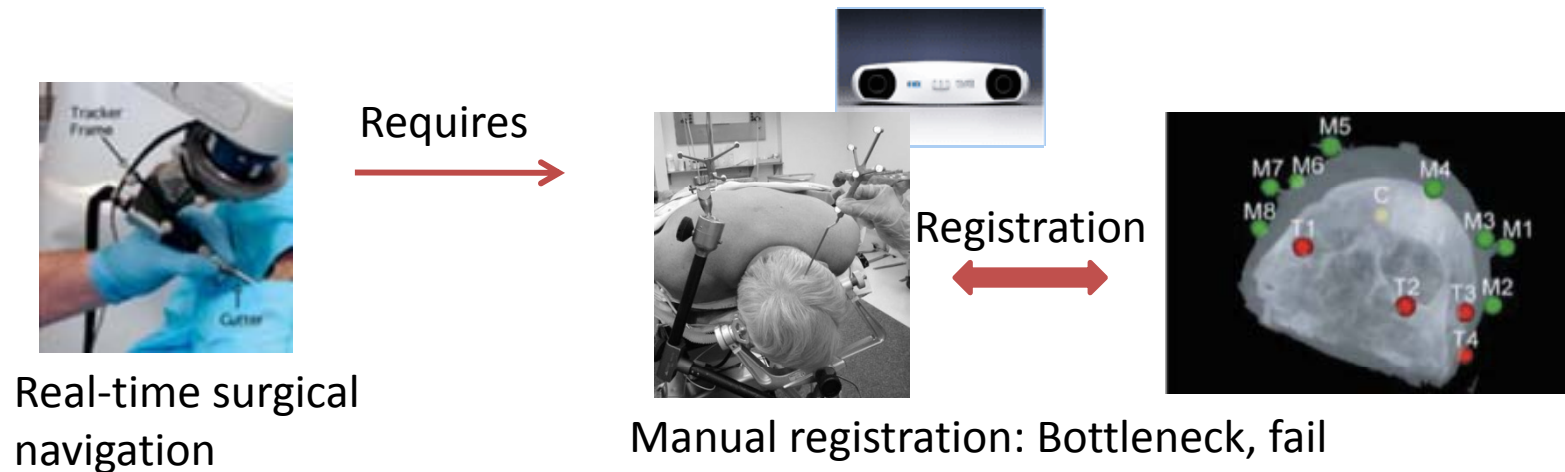 Tracker
Frame
Cutter
Requires
Real-time surgical
navigation
Registration
M5
M7
M6
M4
M8
C
T1
M3
M1
T2
T3
M2
T4
Manual registration: Bottleneck, fail